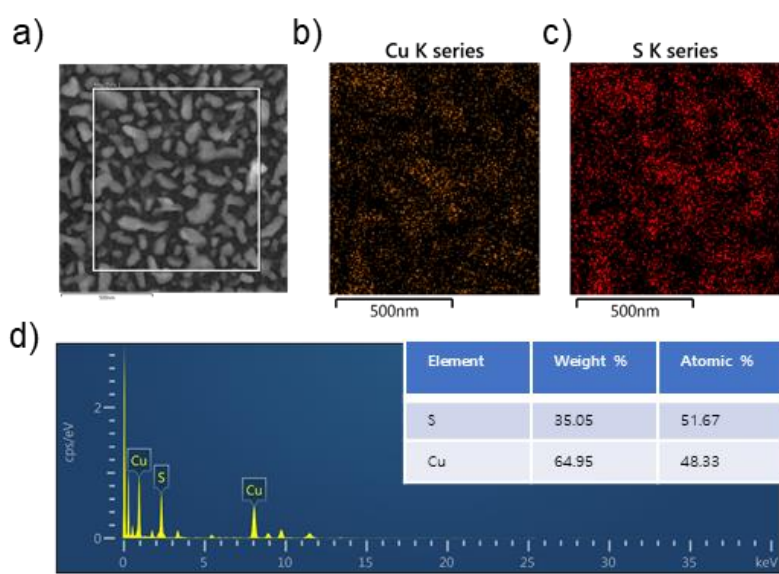 a)
b)
c)
Cu K series
S K series
500nm
500nm
500nm
d)
Element Weight % Atomic %
S 35.05 51.67
Cu 64.95 48.33
cps/eV
2
0
Cu
S
Cu
0 5 10 15 20 25 30 35 keV